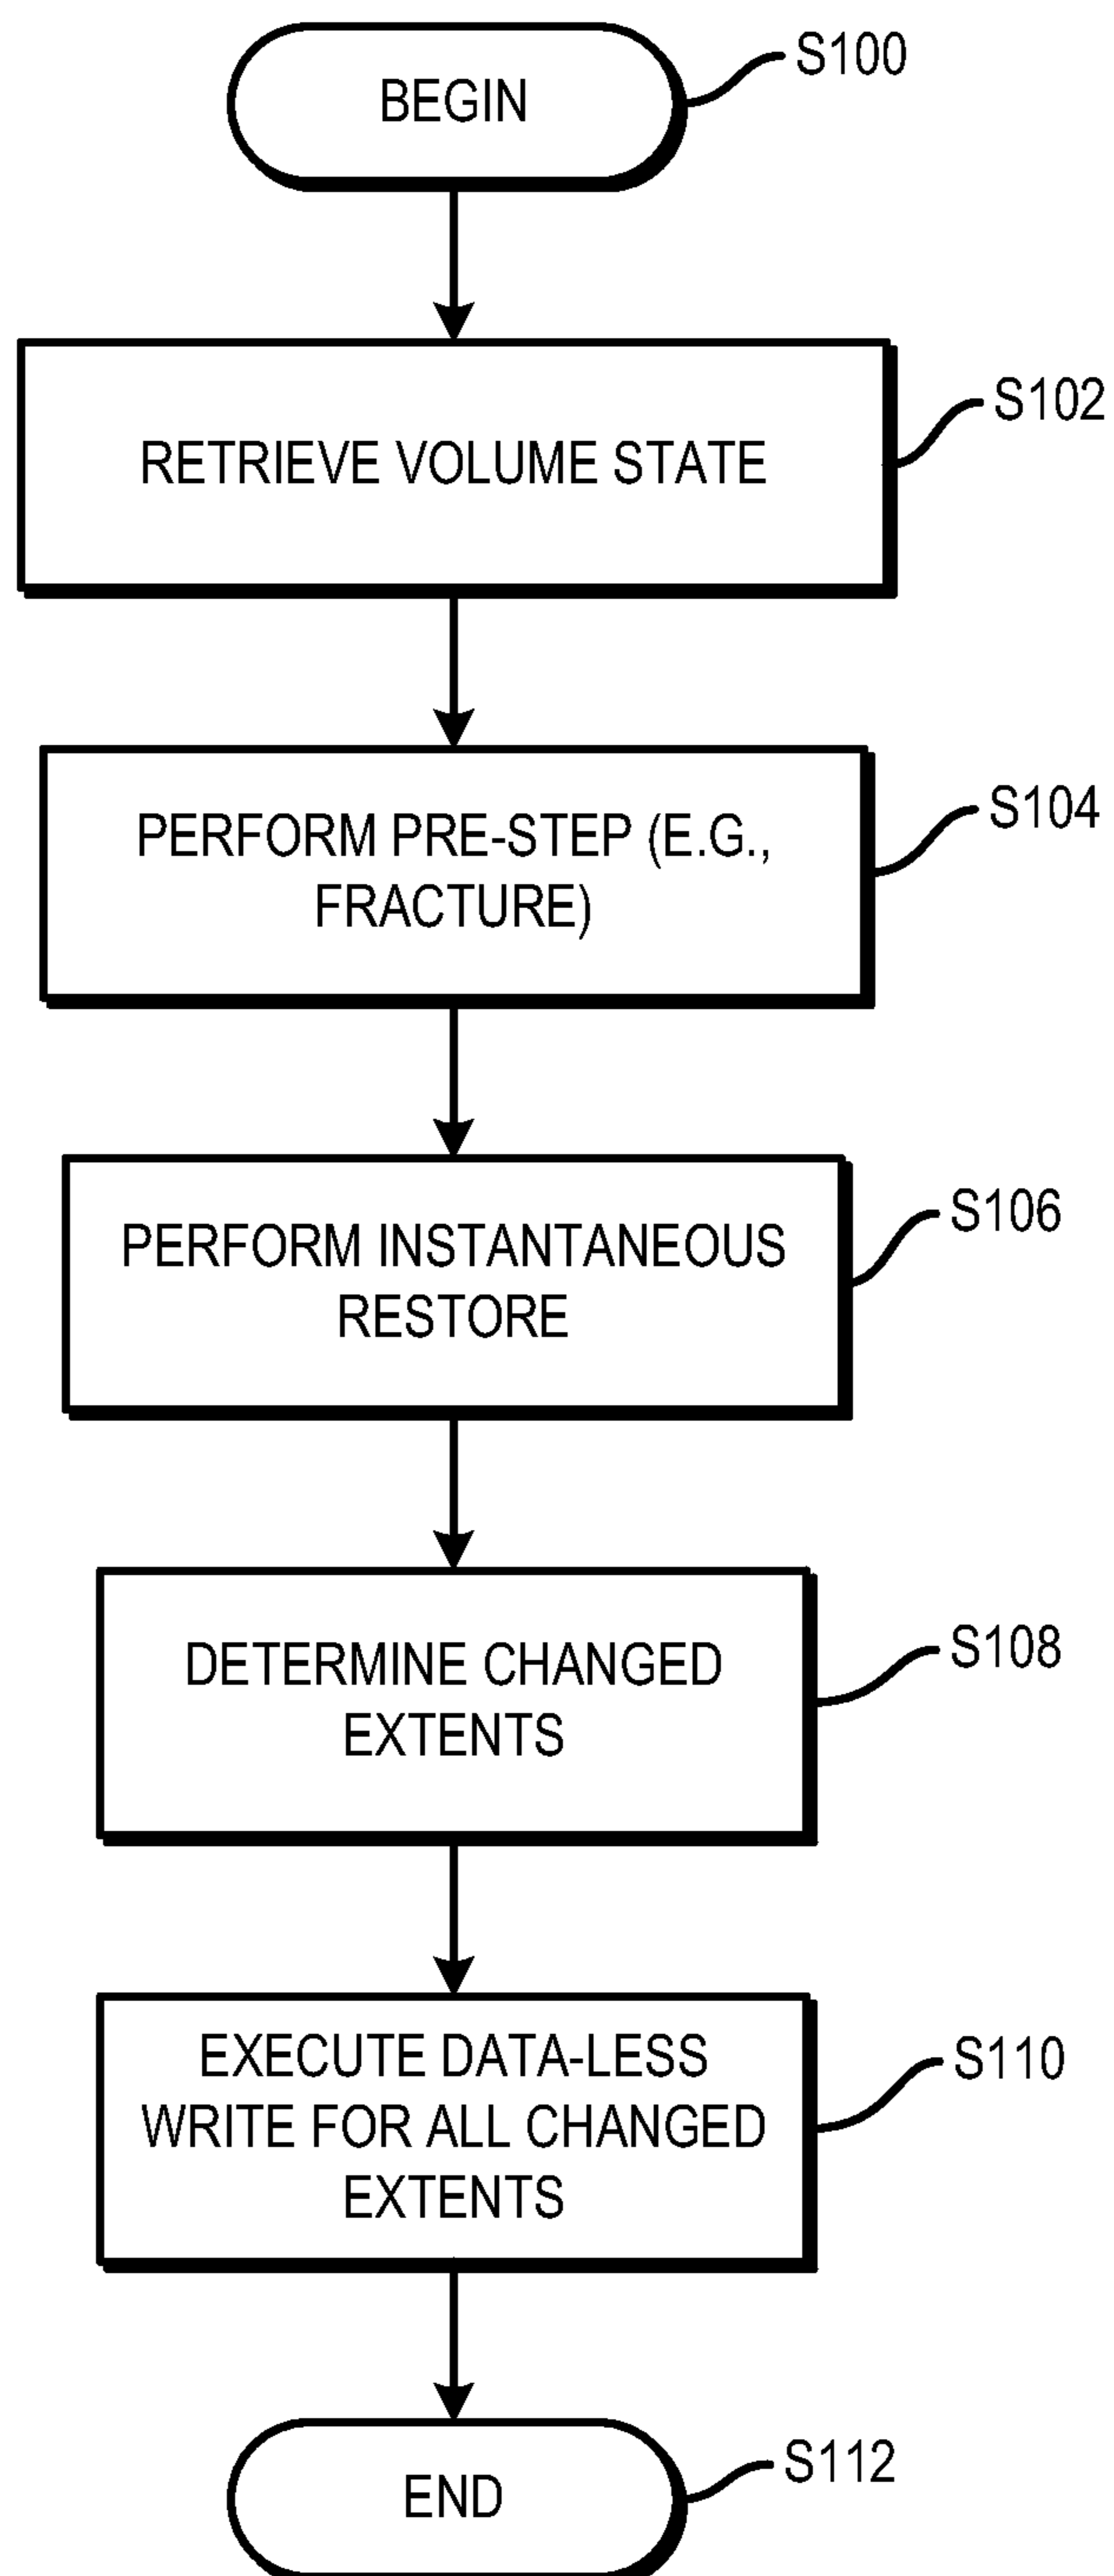 BEGIN
S100
RETRIEVE VOLUME STATE
S102
PERFORM PRE-STEP (E.G.,
FRACTURE)
S104
PERFORM INSTANTANEOUS
RESTORE
S106
DETERMINE CHANGED
EXTENTS
S108
EXECUTE DATA-LESS
WRITE FOR ALL CHANGED
EXTENTS
S110
END
S112